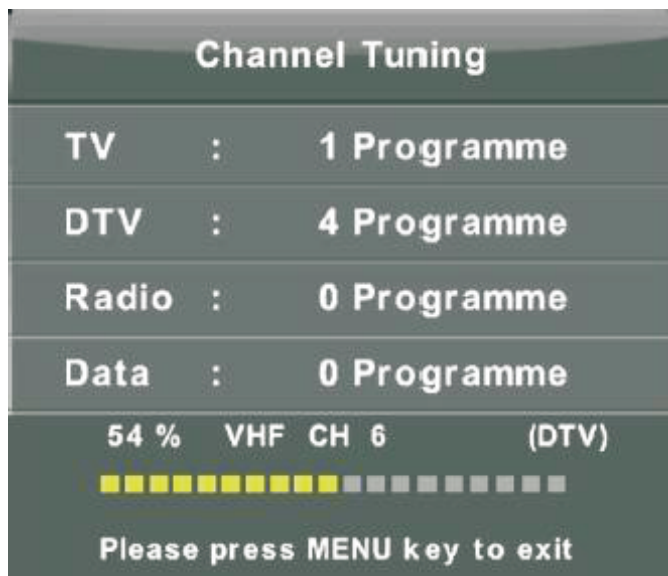 Channel Tuning
TV : 1 Programme
DTV : 4 Programme
Radio : 0 Programme
Data : 0 Programme
54 % VHF CH 6 (DTV)
Please press MENU key to exit